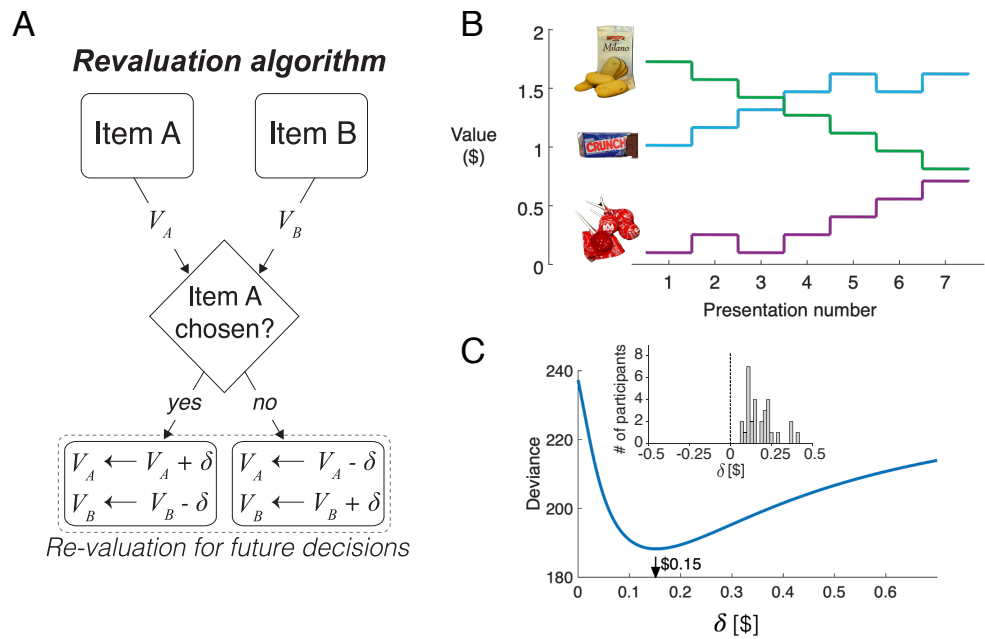 A
Revaluation algorithm
Item A
Item B
V_A
V_B
Item A
chosen?
yes
no
V_A ← V_A + δ
V_B ← V_B - δ
V_A ← V_A - δ
V_B ← V_B + δ
Re-valuation for future decisions
B
2
1.5
1
0.5
0
Value
($)
Milano
CRUNCH
1 2 3 4 5 6 7
Presentation number
C
240
220
200
180
Deviance
8
6
4
2
0
# of participants
-0.5 -0.25 0 0.25 0.5
δ [$]
$0.15
0 0.1 0.2 0.3 0.4 0.5 0.6
δ [$]